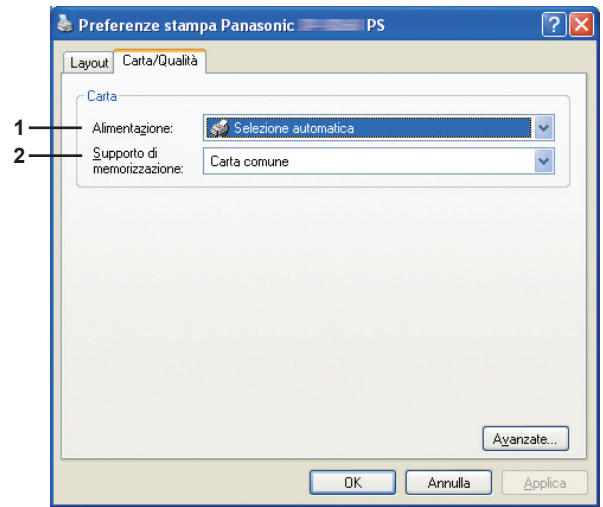 Preferenze stampa Panasonic PS
Layout Carta/Qualità
Carta
1 Alimentazione: Selezione automatica
2 Supporto di memorizzazione: Carta comune
Avanzate...
OK Annulla Applica